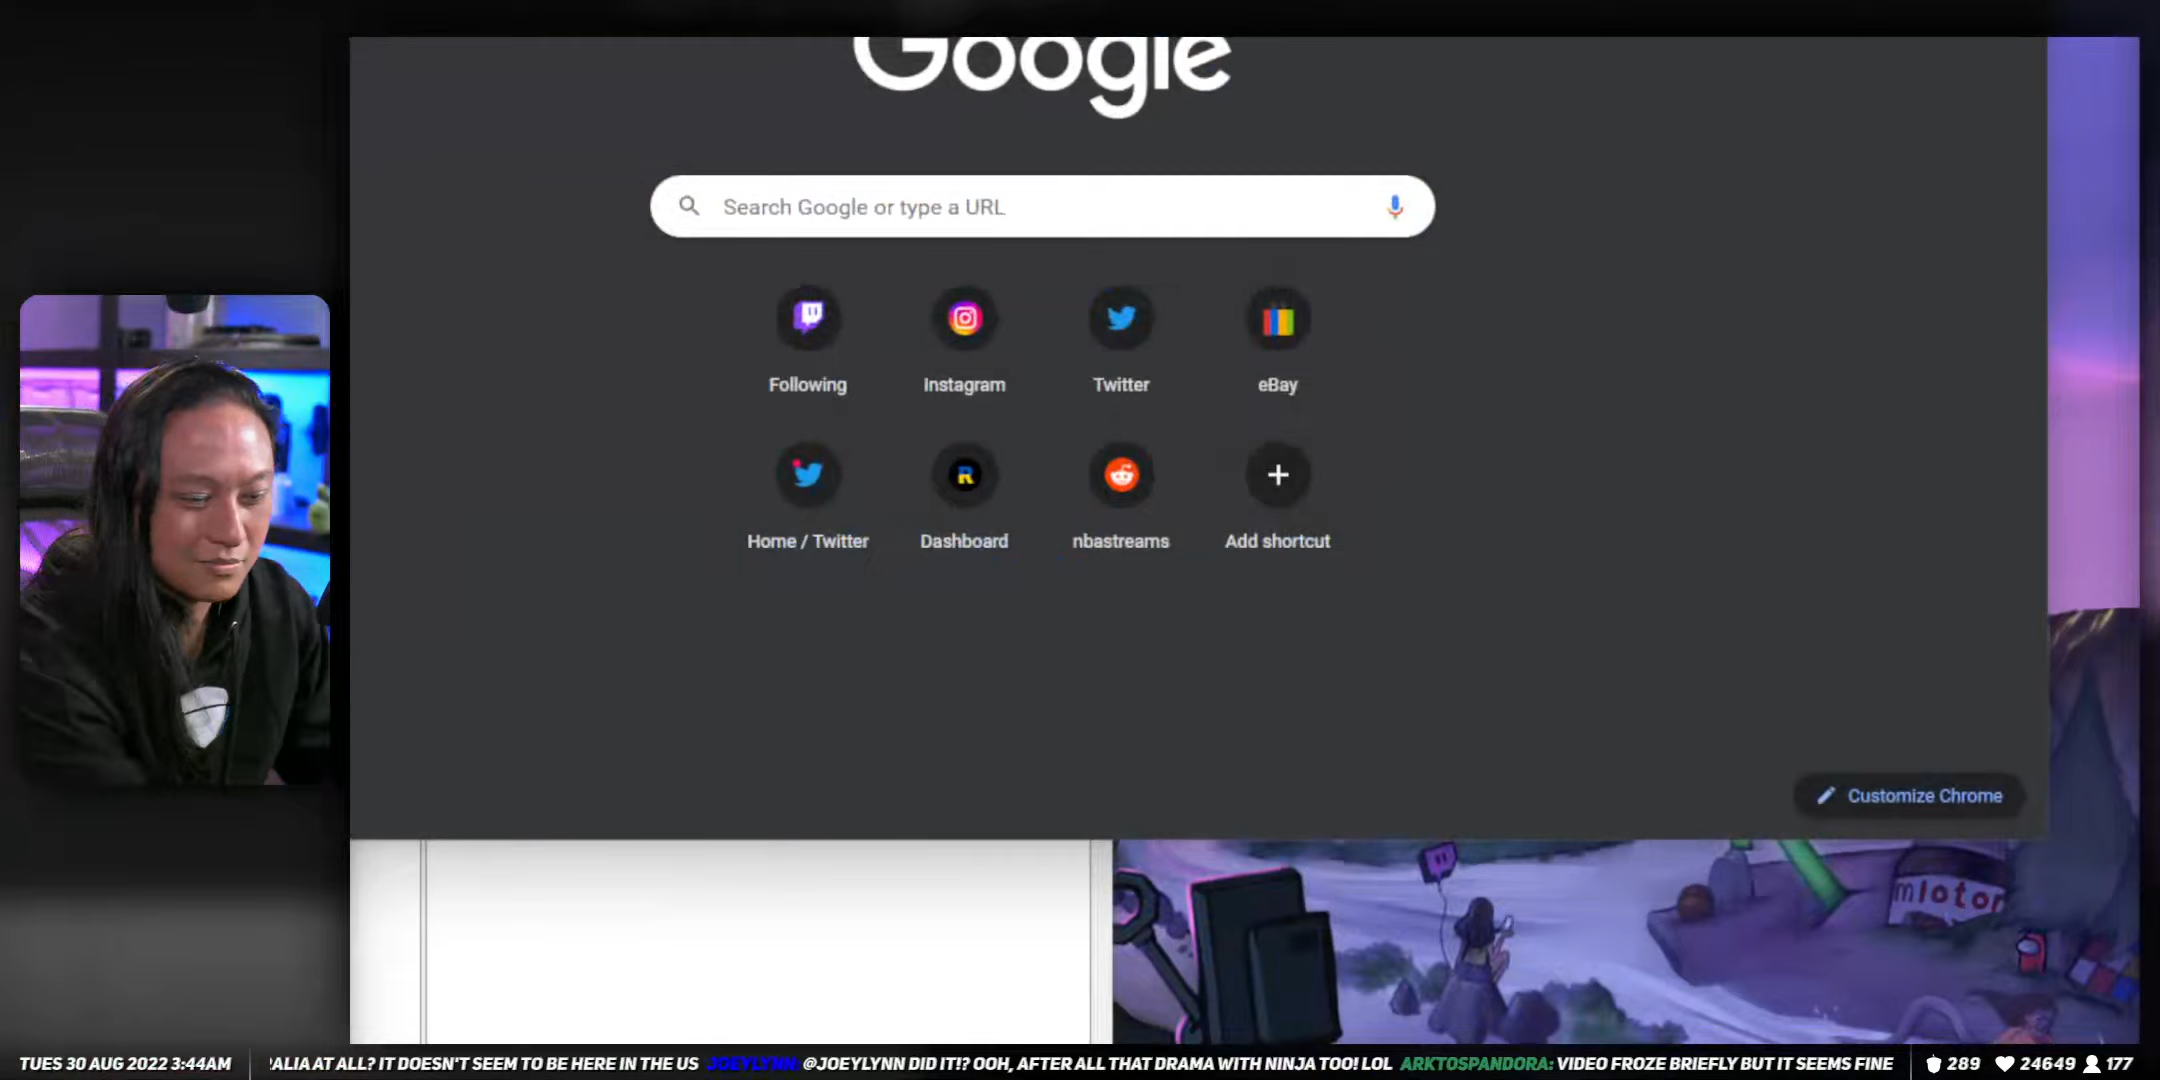 Google
Search Google or type a URL
Following
Instagram
Twitter
eBay
Home / Twitter
Dashboard
nbastreams
Add shortcut
Customize Chrome
mlotor
TUES 30 AUG 2022 3:44AM
ALIA AT ALL? IT DOESN'T SEEM TO BE HERE IN THE US JOEYLYNN: @JOEYLYNN DID IT!? OOH, AFTER ALL THAT DRAMA WITH NINJA TOO! LOL ARKTOSPANDORA: VIDEO FROZE BRIEFLY BUT IT SEEMS FINE
289
24649
177